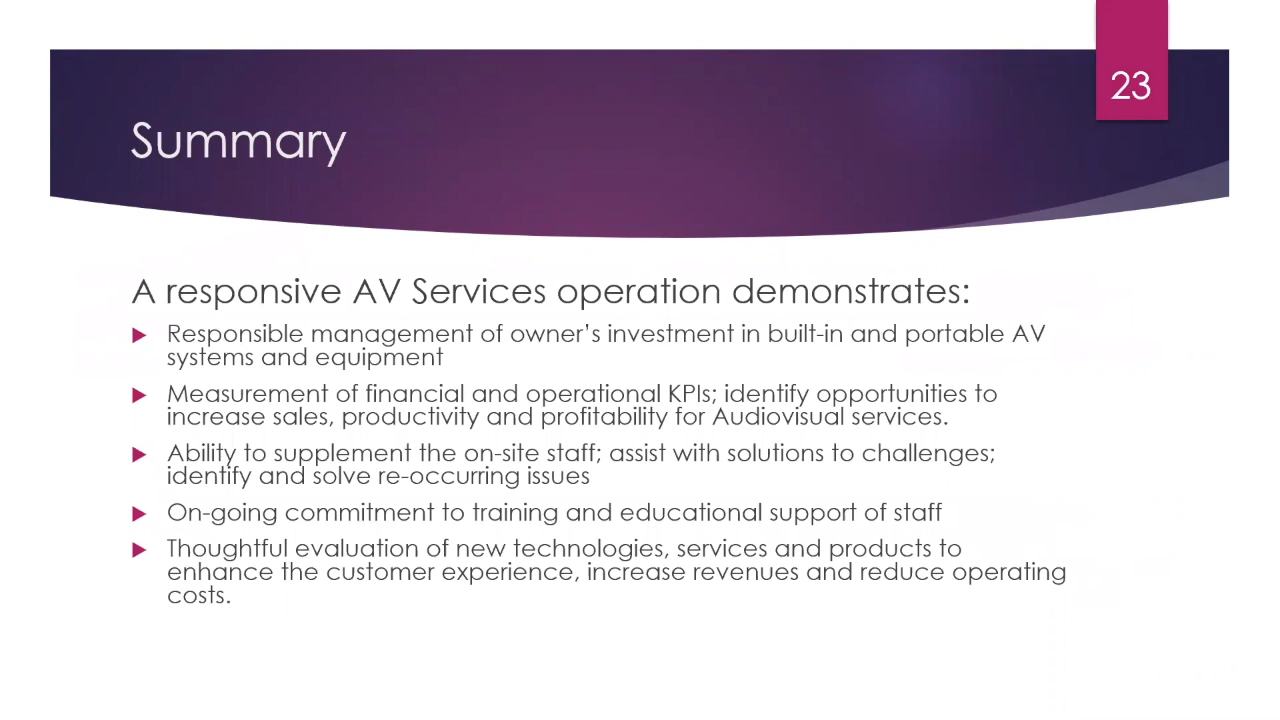 23
Summary
A responsive AV Services operation demonstrates:
Responsible management of owner’s investment in built-in and portable AV
systems and equipment
Measurement of financial and operational KPIs; identify opportunities to
increase sales, productivity and profitability for Audiovisual services.
Ability to supplement the on-site staff; assist with solutions to challenges;
identify and solve re-occurring issues
On-going commitment to training and educational support of staff
Thoughtful evaluation of new technologies, services and products to
enhance the customer experience, increase revenues and reduce operating
costs.